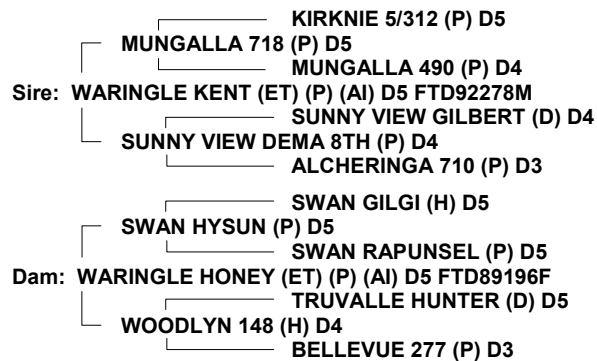 KIRKNIE 5/312 (P) D5
MUNGALLA 718 (P) D5
MUNGALLA 490 (P) D4
Sire: WARINGLE KENT (ET) (P) (AI) D5 FTD92278M
SUNNY VIEW GILBERT (D) D4
SUNNY VIEW DEMA 8TH (P) D4
ALCHERINGA 710 (P) D3
SWAN GILGI (H) D5
SWAN HYSUN (P) D5
SWAN RAPUNSEL (P) D5
Dam: WARINGLE HONEY (ET) (P) (AI) D5 FTD89196F
TRUVALLE HUNTER (D) D5
WOODLYN 148 (H) D4
BELLEVUE 277 (P) D3